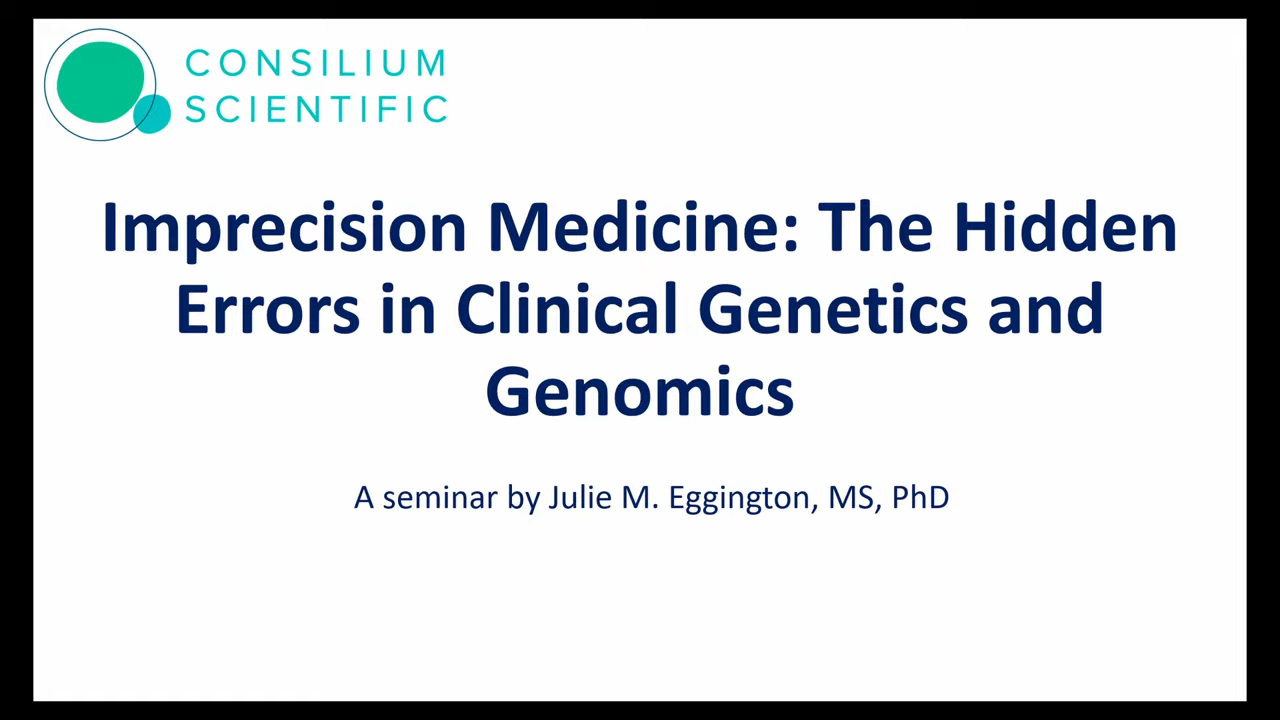 CONSILIUM
SCIENTIFIC
Imprecision Medicine: The Hidden
Errors in Clinical Genetics and
Genomics
A seminar by Julie M. Eggington, MS, PhD